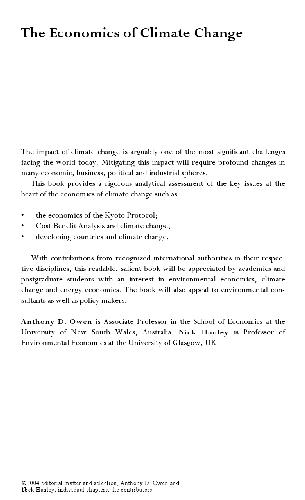 The Economics of Climate Change
The impact of climate change is arguably one of the most significant challenges
facing the world today. Mitigating this impact will require profound changes in
many economic, business, political and industrial spheres.
This book provides a rigorous analytical assessment of the key issues at the
heart of the economics of climate change such as
• the economics of the Kyoto Protocol;
• Cost Benefit Analysis and climate change;
• developing countries and climate change.
With contributions from recognized international authorities in their respec-
tive disciplines, this readable, salient book will be appreciated by academics and
postgraduate students with an interest in environmental economics, climate
change and energy economics. The book will also appeal to environmental con-
sultants as well as policy makers.
Anthony D. Owen is Associate Professor in the School of Economics at the
University of New South Wales, Australia. Nick Hanley is Professor of
Environmental Economics at the University of Glasgow, UK.
© 2004 editorial matter and selection, Anthony D. Owen and
Nick Hanley; individual chapters, the contributors